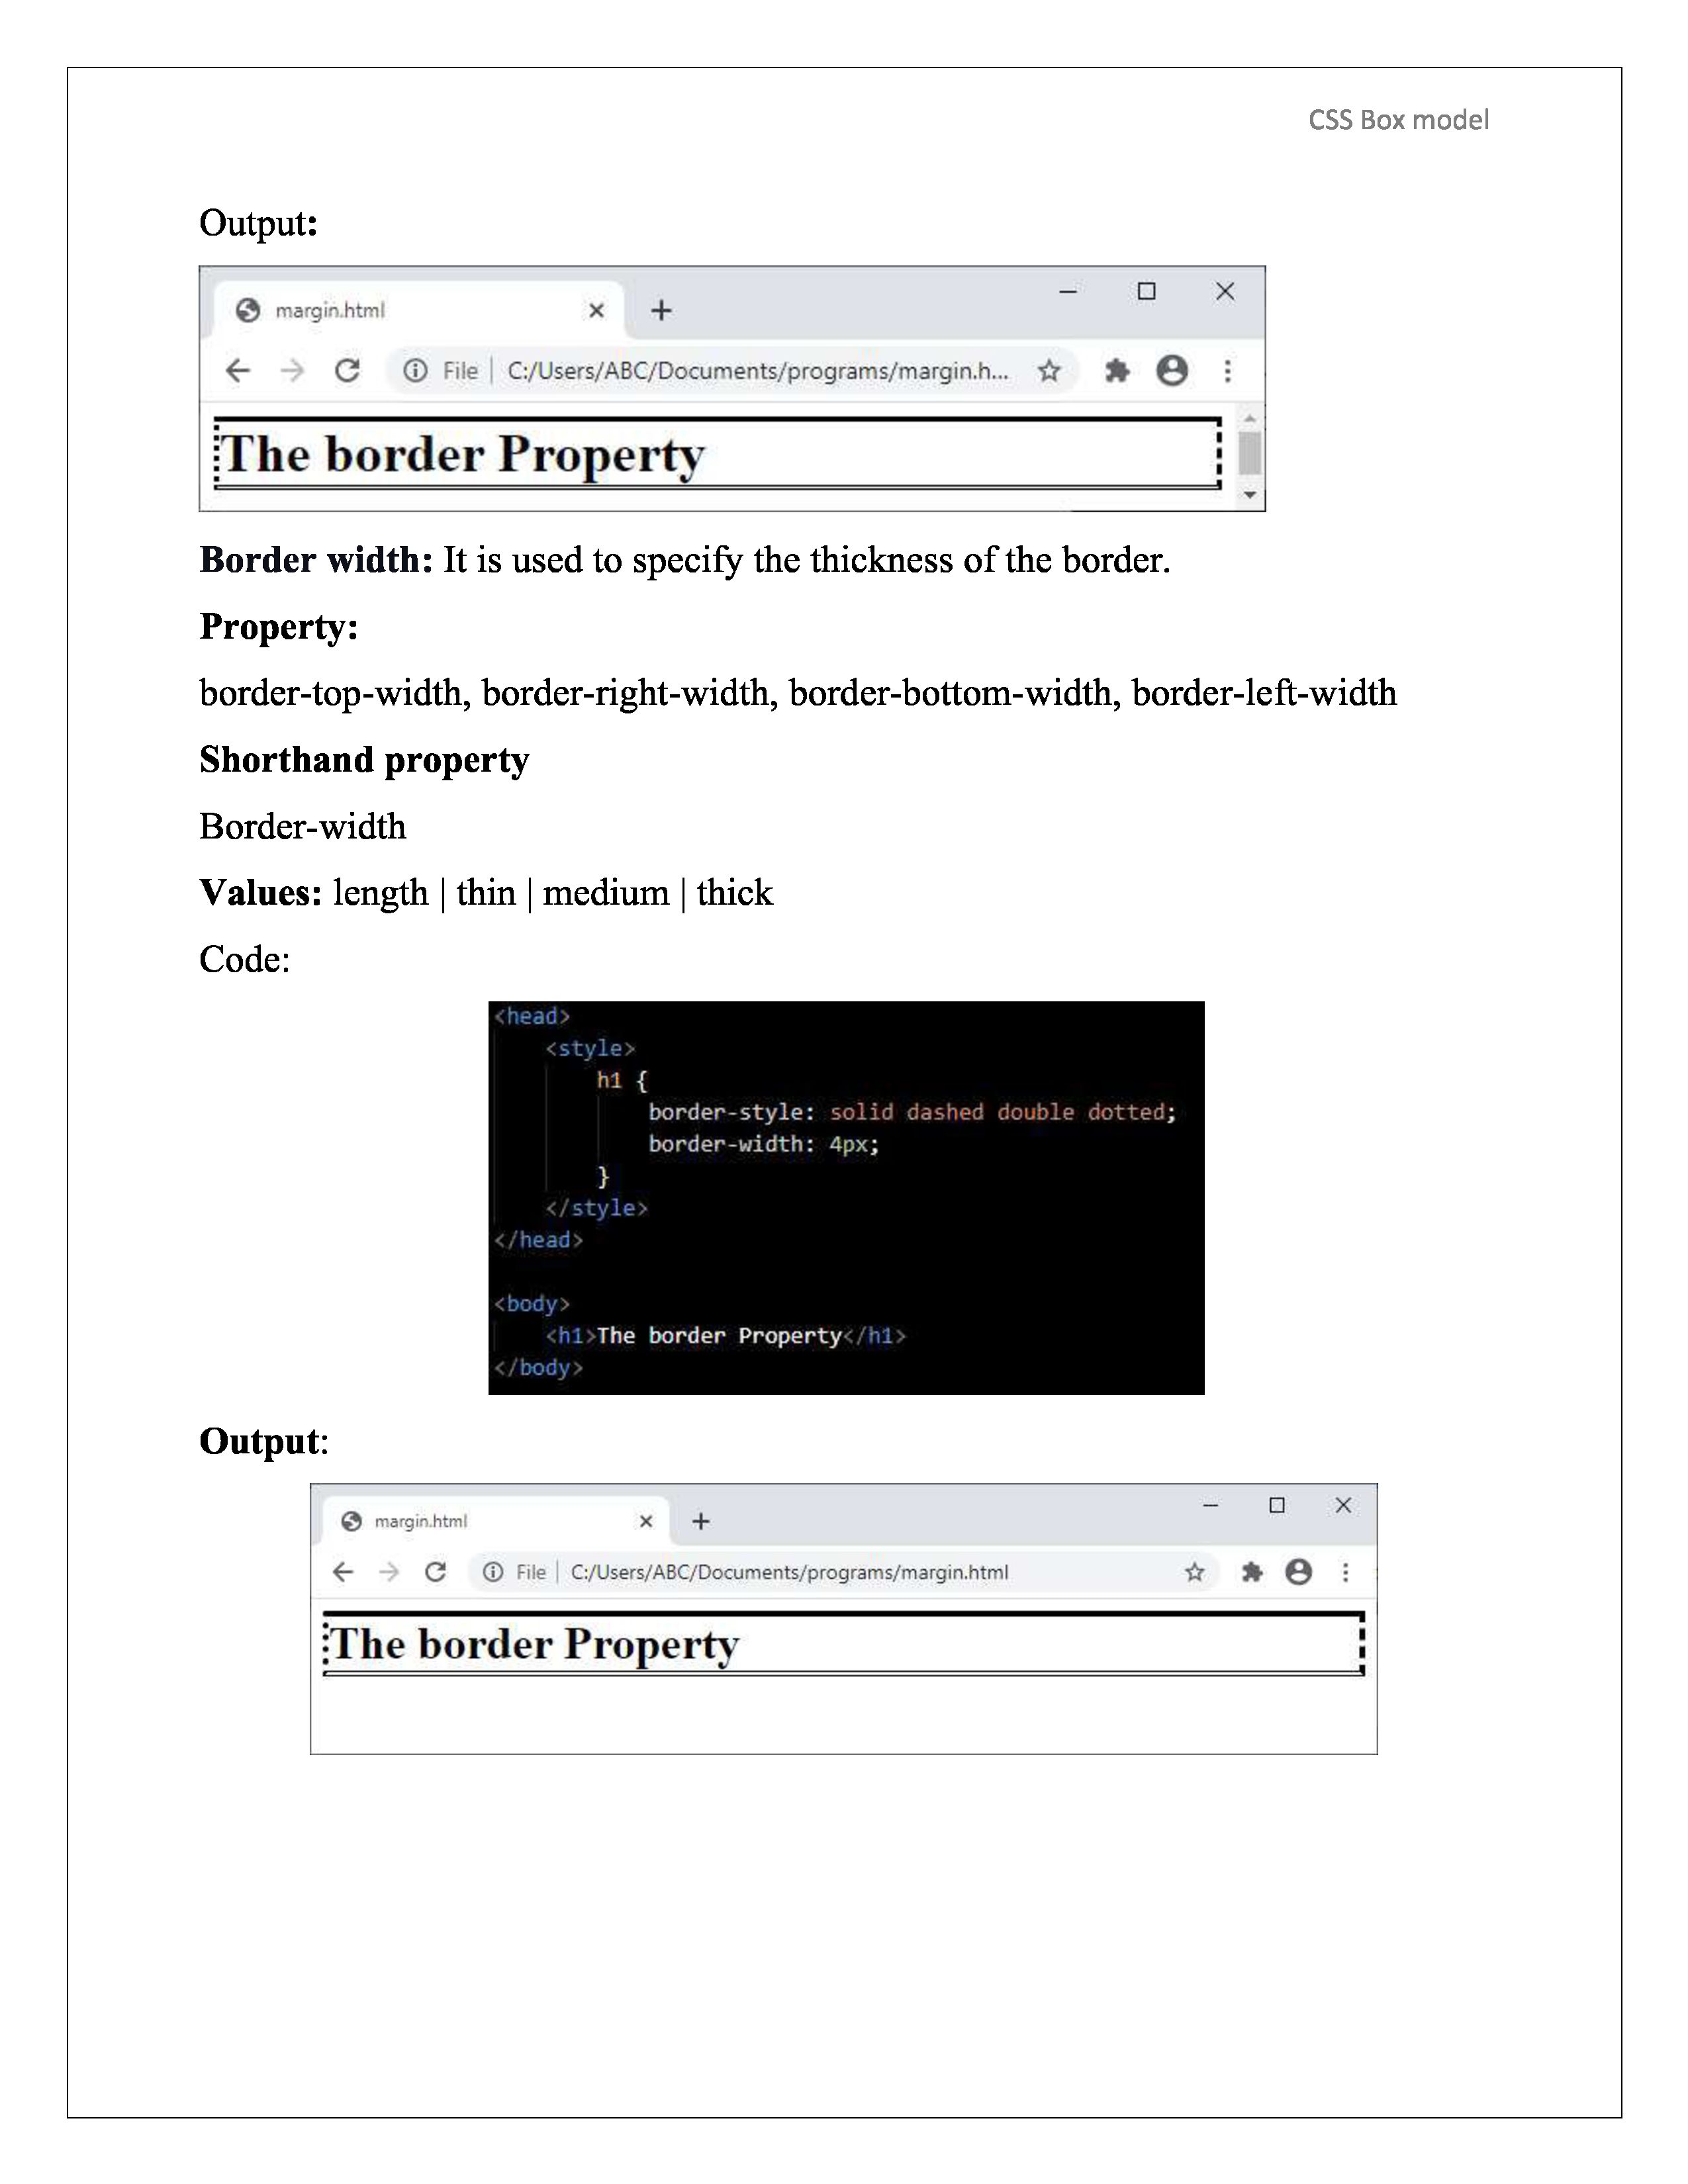 CSS Box model
Output:
margin.html
File
C:/Users/ABC/Documents/programs/margin.h...
The border Property
Border width: It is used to specify the thickness of the border.
Property:
border-top-width, border-right-width, border-bottom-width, border-left-width
Shorthand property
Border-width
Values: length | thin | medium | thick
Code:
<head>
<style>
h1 {
border-style: solid dashed double dotted;
border-width: 4px;
}
</style>
</head>
<body>
<h1>The border Property</h1>
</body>
Output:
margin.html
File
C:/Users/ABC/Documents/programs/margin.html
The border Property